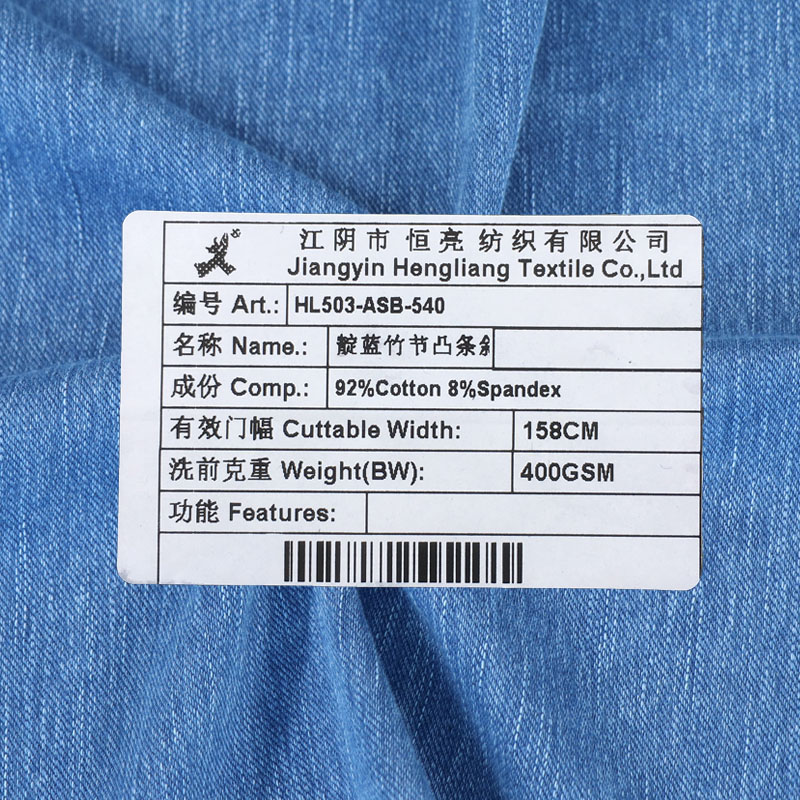 江阴市 恒亮 纺织有限公司
Jiangyin Hengliang Textile Co.,Ltd
编号 Art.: HL503-ASB-540
名称 Name.: 靛蓝竹节凸条
成份 Comp.: 92%Cotton 8%Spandex
有效门幅 Cuttable Width: 158CM
洗前克重 Weight(BW): 400GSM
功能 Features: